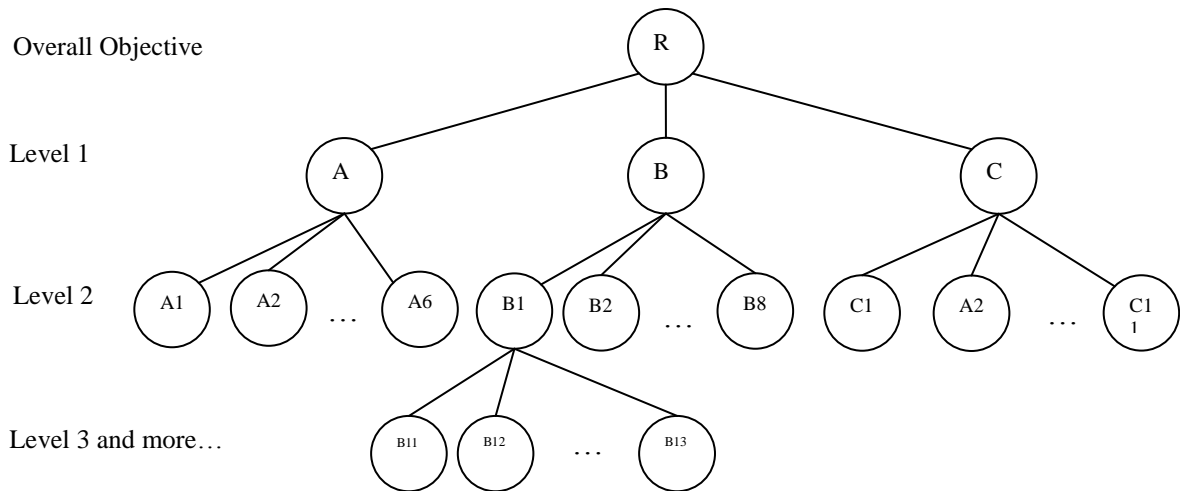 Overall Objective
R
Level 1
A
B
C
Level 2
A1
A2
…
A6
B1
B2
…
B8
C1
A2
…
C1
1
Level 3 and more…
B11
B12
…
B13